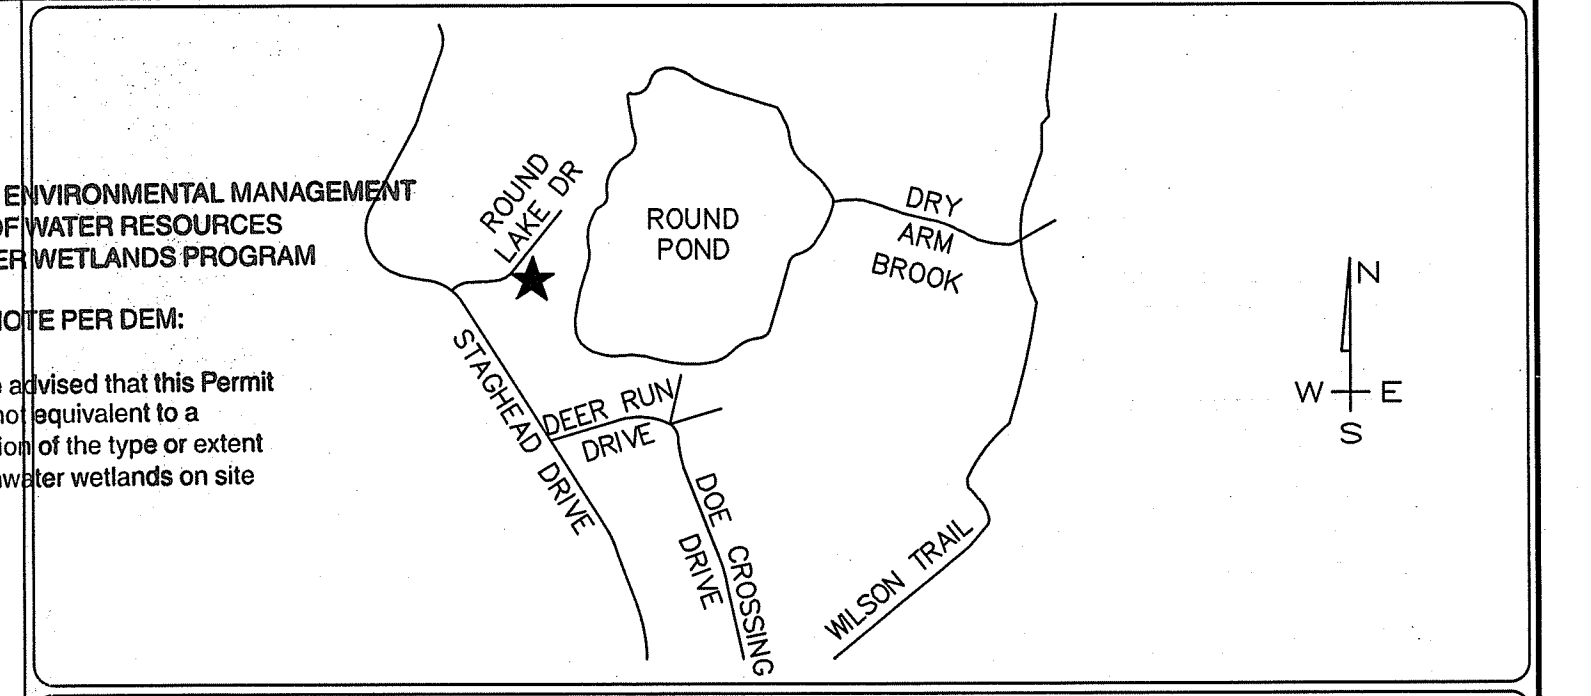 ENVIRONMENTAL MANAGEMENT
OF WATER RESOURCES
WETLANDS PROGRAM
PER DEM:
advised that this Permit
equivalent to a
of the type or extent
wetlands on site
ROUND
LAKE DR
ROUND
POND
DRY
ARM
BROOK
STAGHEAD DRIVE
DEER RUN
DRIVE
DOE CROSSING
DRIVE
WILSON TRAIL
N
W E
S